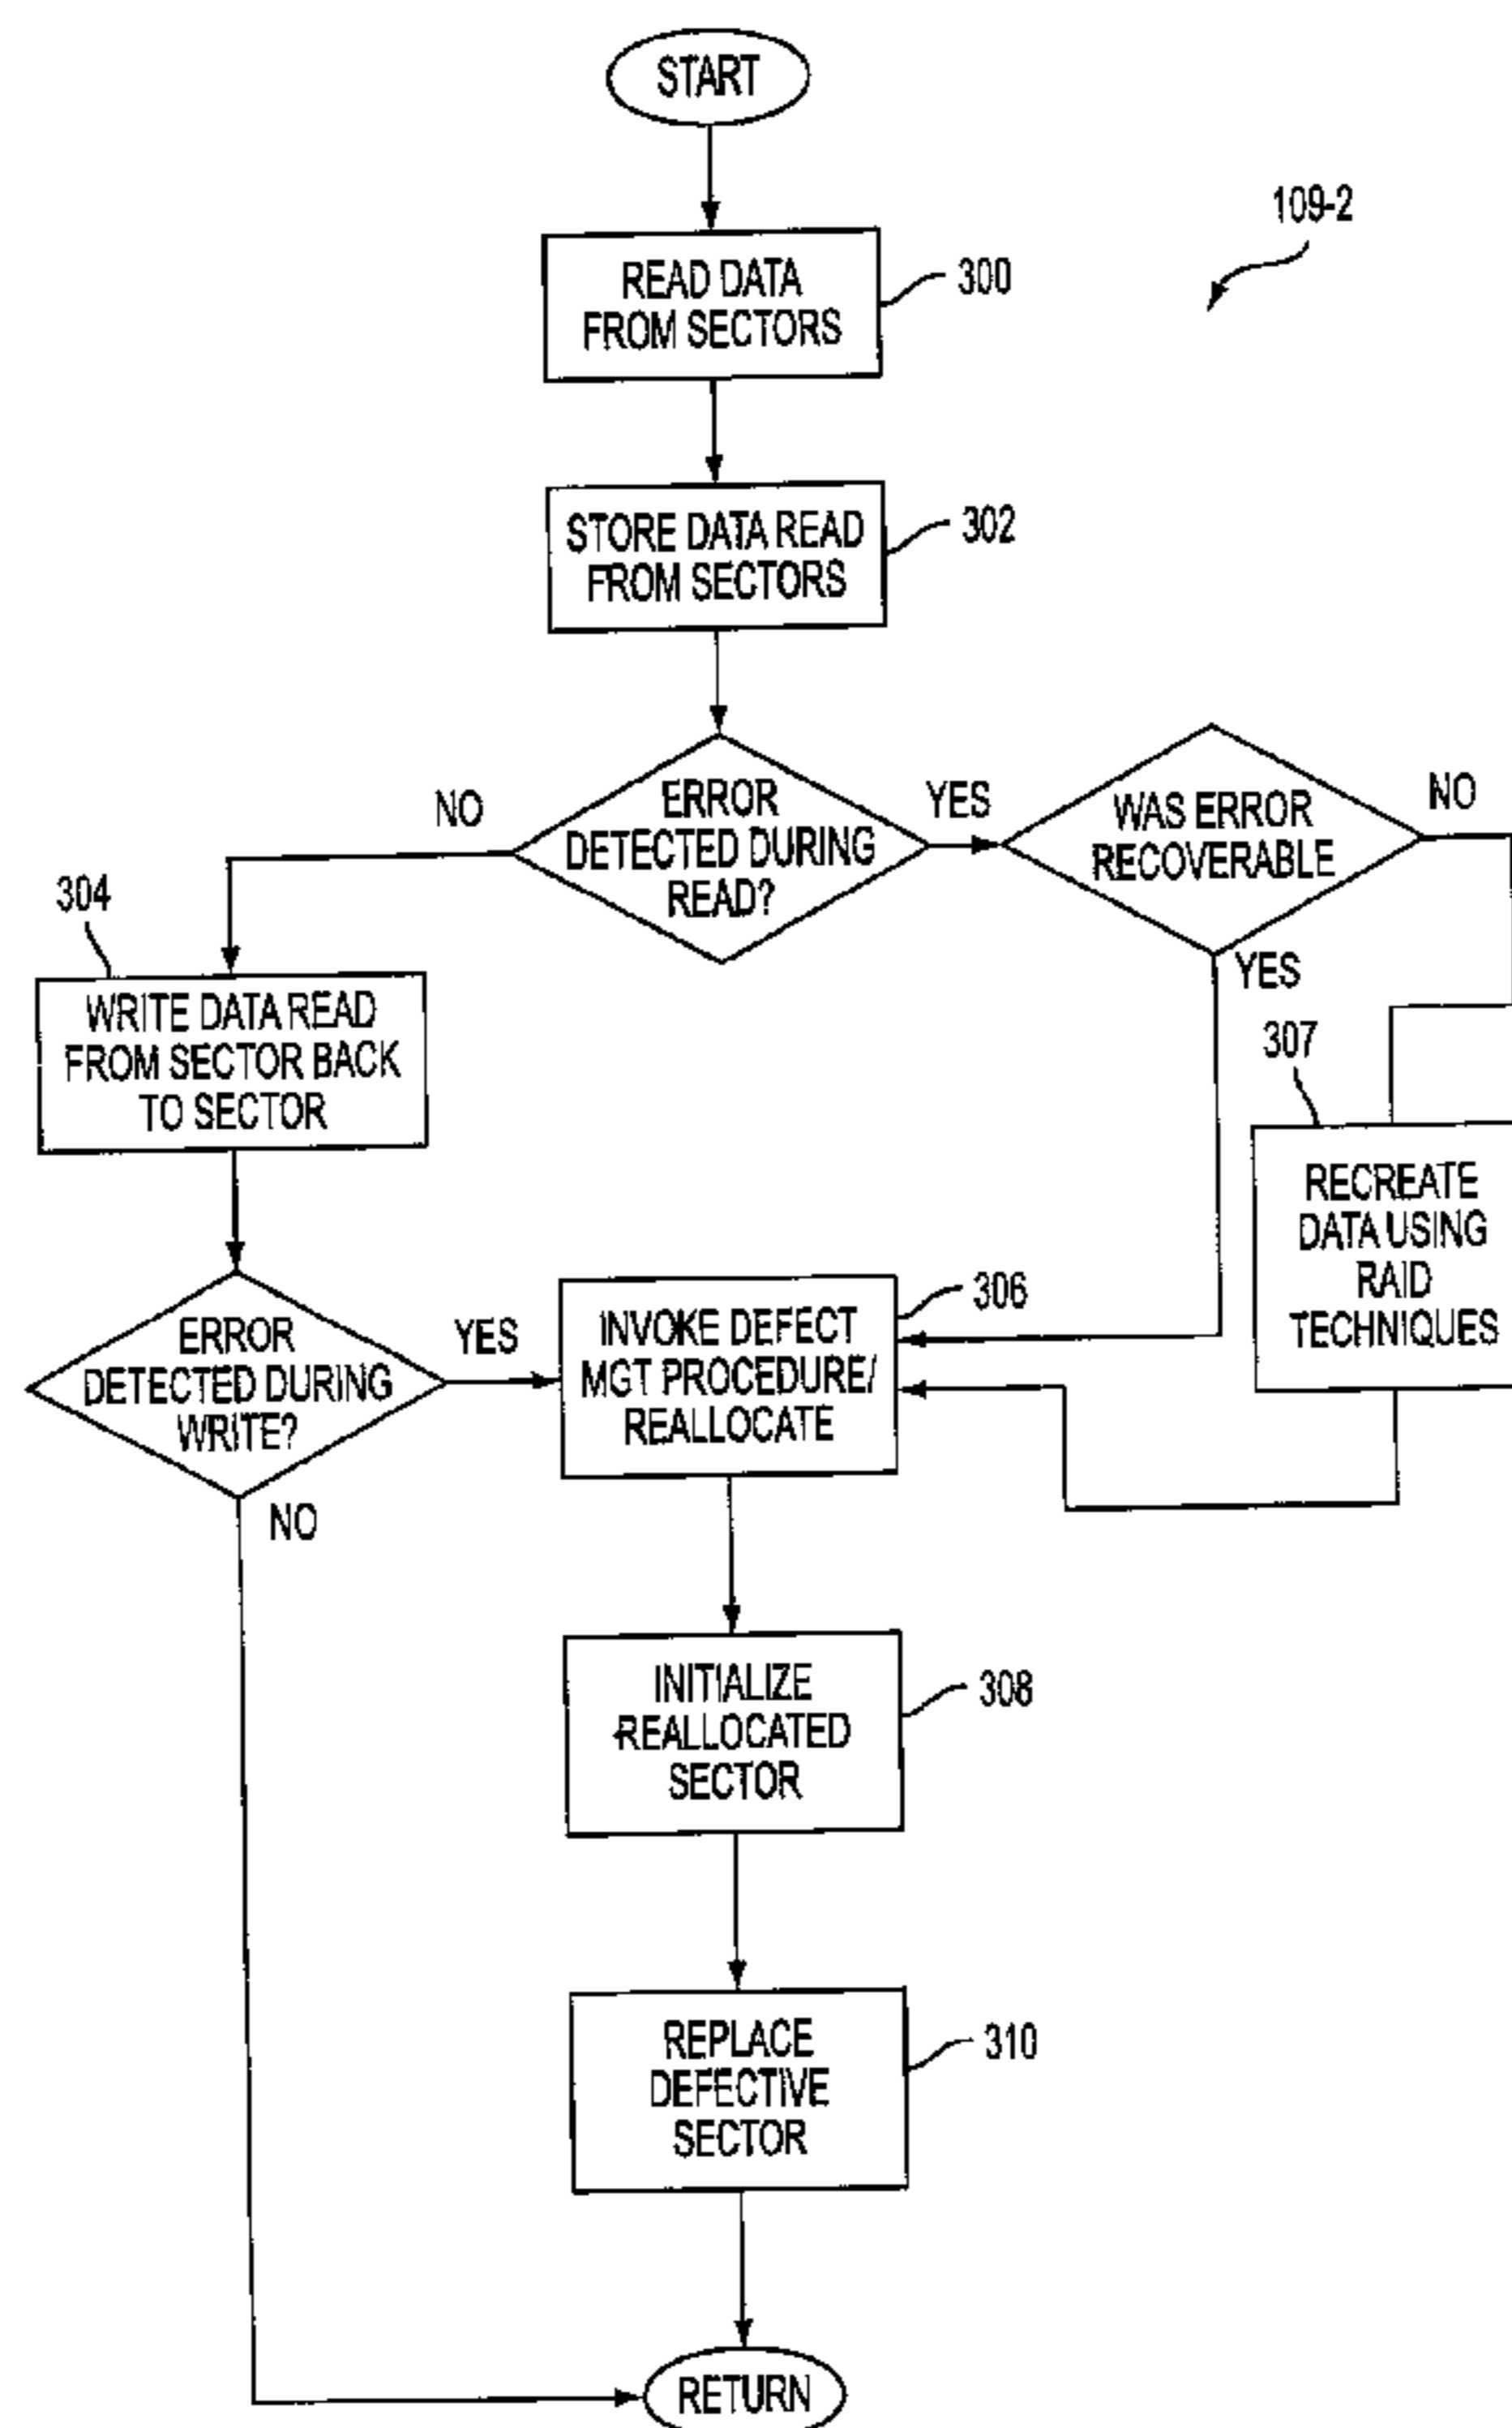 START
109-2
READ DATA
FROM SECTORS
300
STORE DATA READ
FROM SECTORS
302
ERROR
DETECTED DURING
READ?
NO
YES
WAS ERROR
RECOVERABLE
NO
YES
304
WRITE DATA READ
FROM SECTOR BACK
TO SECTOR
307
RECREATE
DATA USING
RAID
TECHNIQUES
ERROR
DETECTED DURING
WRITE?
YES
NO
306
INVOKE DEFECT
MGT PROCEDURE/
REALLOCATE
INITIALIZE
REALLOCATED
SECTOR
308
REPLACE
DEFECTIVE
SECTOR
310
RETURN